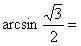 arcsin √3/2 =